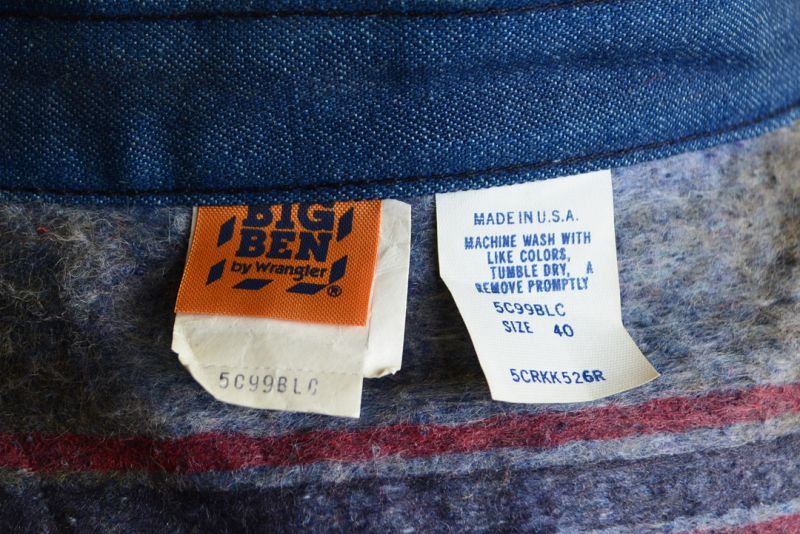 BIG
BEN
by Wrangler®
5C99BLC
MADE IN U.S.A.
MACHINE WASH WITH
LIKE COLORS,
TUMBLE DRY, A
REMOVE PROMPTLY
5C99BLC
SIZE 40
5CRKK526R